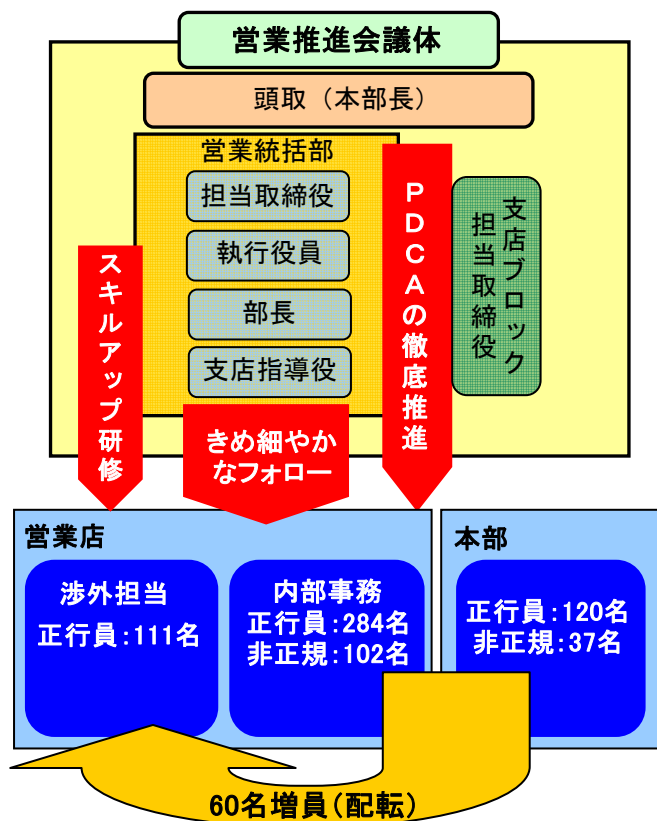 営業推進会議体
頭取（本部長）
営業統括部
担当取締役
執行役員
部長
支店指導役
スキルアップ研修
きめ細やか
なフォロー
PDCAの徹底推進
支店ブロック
担当取締役
営業店
渉外担当
正行員：111名
内部事務
正行員：284名
非正規：102名
本部
正行員：120名
非正規：37名
60名増員（配転）